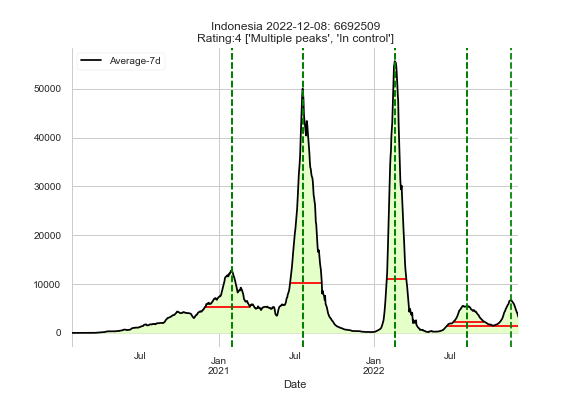 Indonesia 2022-12-08: 6692509
Rating:4 ['Multiple peaks', 'In control']
Average-7d
50000
40000
30000
20000
10000
0
Jul
Jan
2021
Jul
Jan
2022
Jul
Date